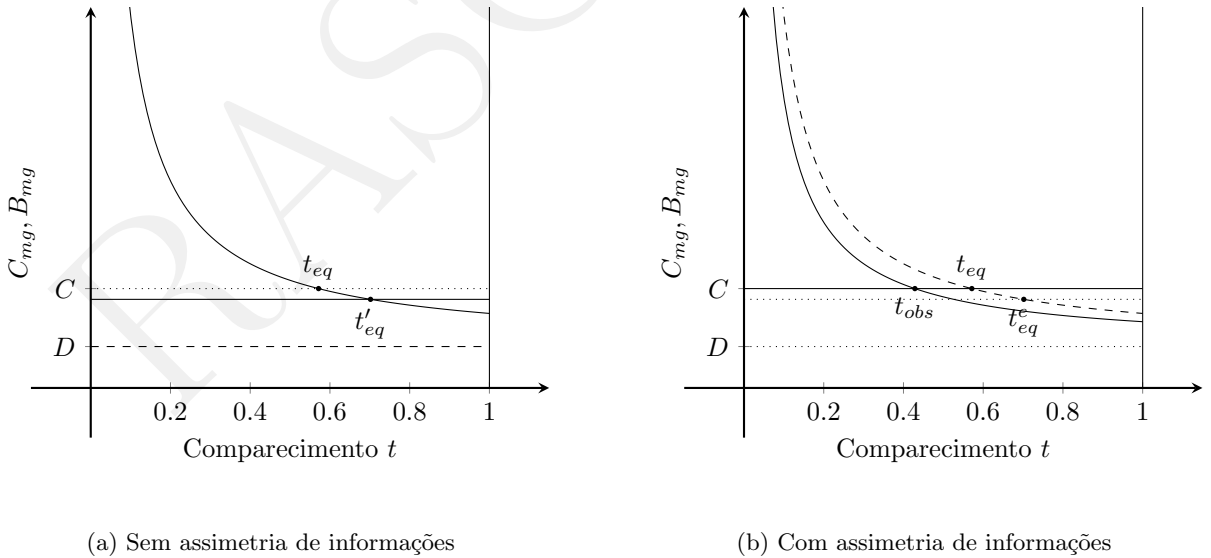 C_{mg}, B_{mg}
C
D
t_{eq}
t'_{eq}
0.2 0.4 0.6 0.8 1
Comparecimento t
(a) Sem assimetria de informações
C_{mg}, B_{mg}
C
D
t_{eq}
t_{obs}
t^{e}_{eq}
0.2 0.4 0.6 0.8 1
Comparecimento t
(b) Com assimetria de informações
RASC